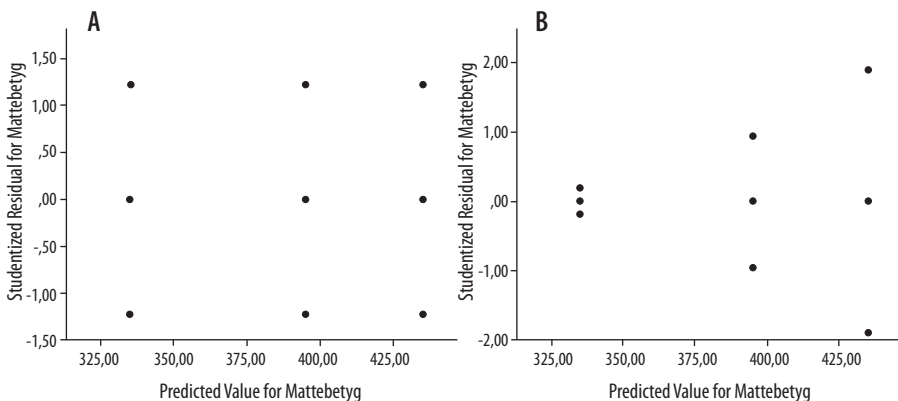 A
Studentized Residual for Mattebetyg
1,50
1,00
,50
,00
-,50
-1,00
-1,50
325,00 350,00 375,00 400,00 425,00
Predicted Value for Mattebetyg
B
Studentized Residual for Mattebetyg
2,00
1,00
,00
-1,00
-2,00
325,00 350,00 375,00 400,00 425,00
Predicted Value for Mattebetyg